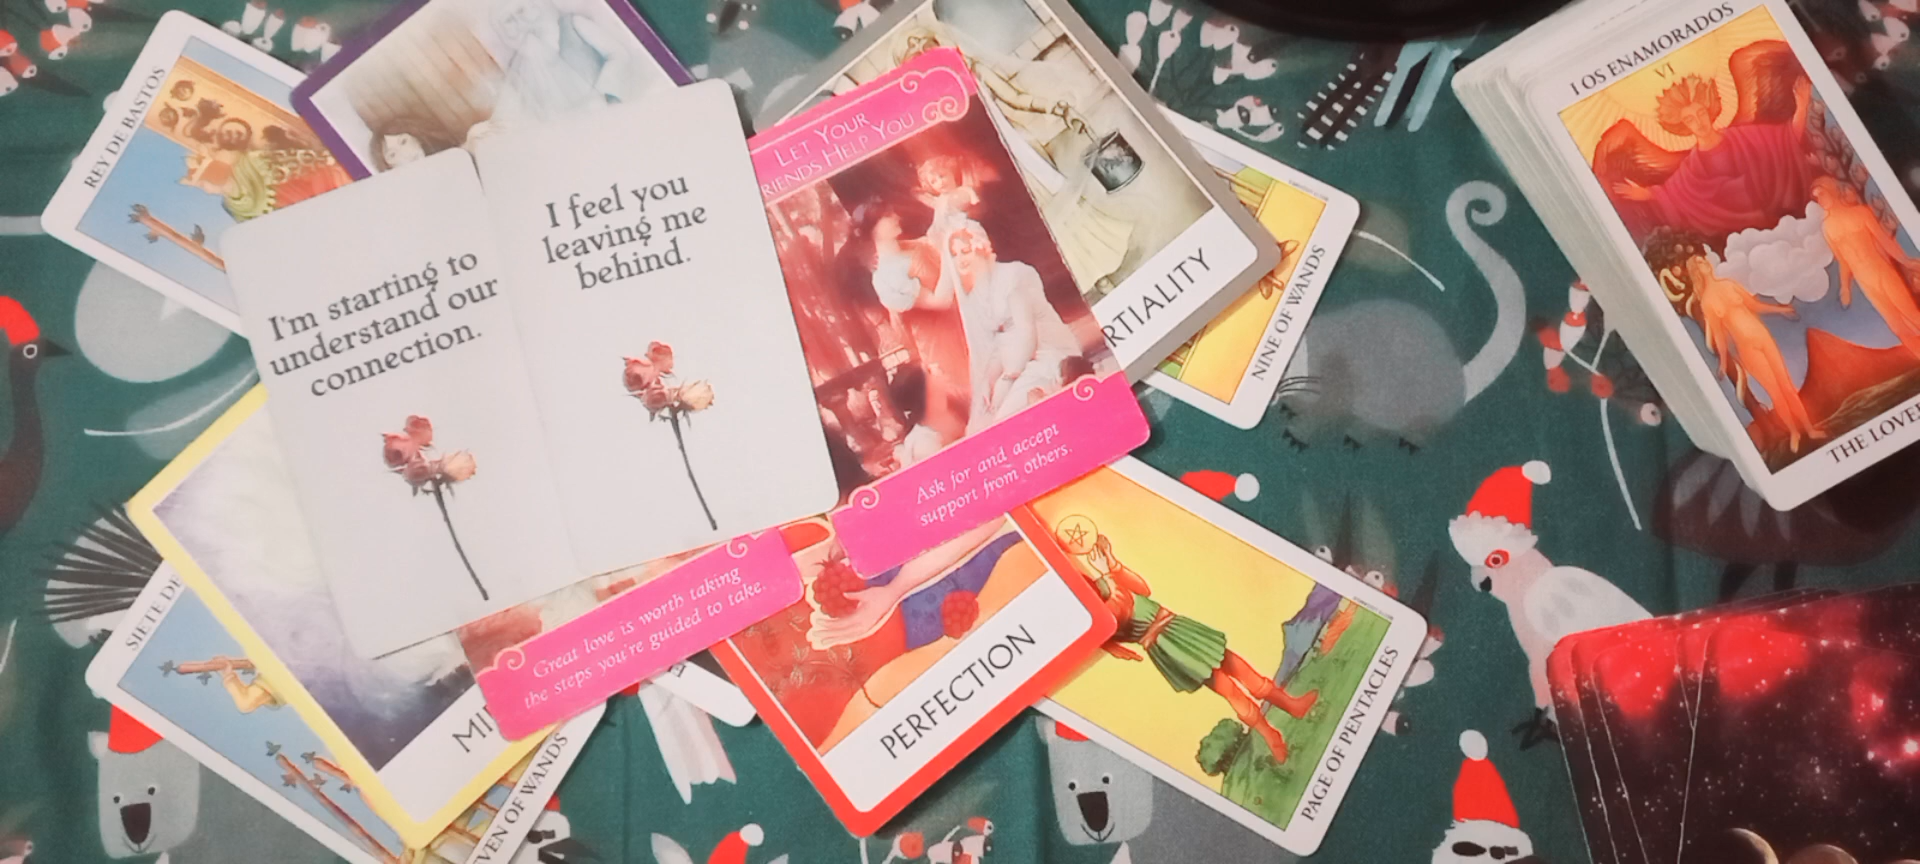 REY DE BASTOS
I'm starting to
understand our
connection.
I feel you
leaving me
behind.
LET YOUR
RIENDS HELP YOU
Ask for and accept
support from others.
RTIALITY
NINE OF WANDS
LOS ENAMORADOS
VI
THE LOVE
SIETE DE
MI
Great love is worth taking
the steps you're guided to take.
VEN OF WANDS
PERFECTION
PAGE OF PENTACLES